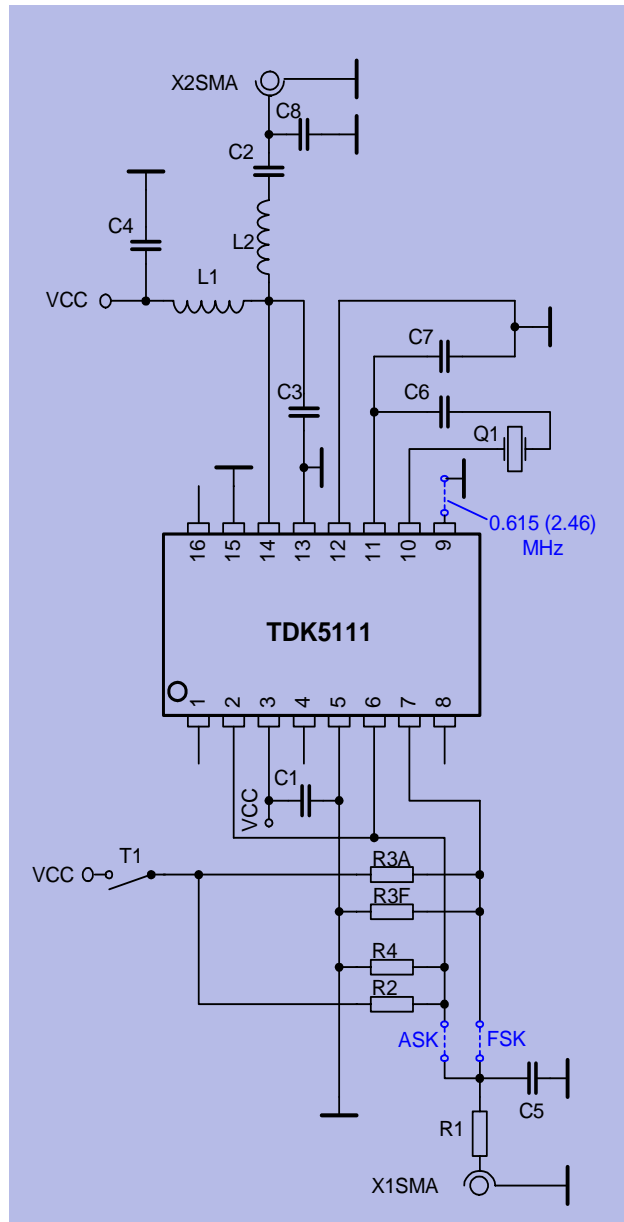 X2SMA
C8
C2
C4
L2
L1
VCC
C7
C3
C6
Q1
0.615 (2.46)
MHz
16 15 14 13 12 11 10 9
TDK5111
1 2 3 4 5 6 7 8
C1
VCC
T1
R3A
VCC
R3F
R4
R2
ASK FSK
C5
R1
X1SMA